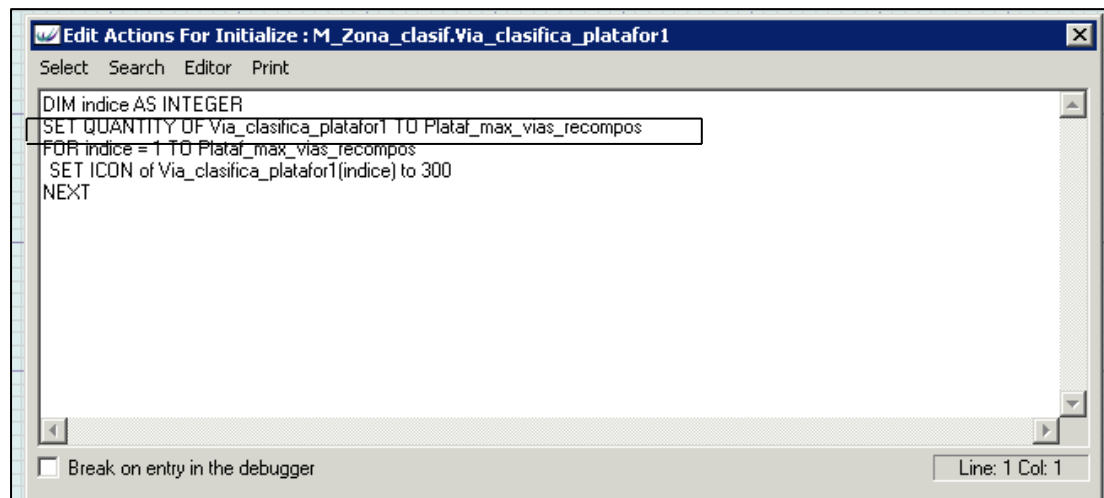 Edit Actions For Initialize : M_Zona_clasif.Via_clasifica_platafor1
Select Search Editor Print
DIM indice AS INTEGER
SET QUANTITY OF Via_clasifica_platafor1 TO Plataf_max_vias_recompos
FOR indice = 1 TO Plataf_max_vias_recompos
SET ICON of Via_clasifica_platafor1(indice) to 300
NEXT
Break on entry in the debugger
Line: 1 Col: 1